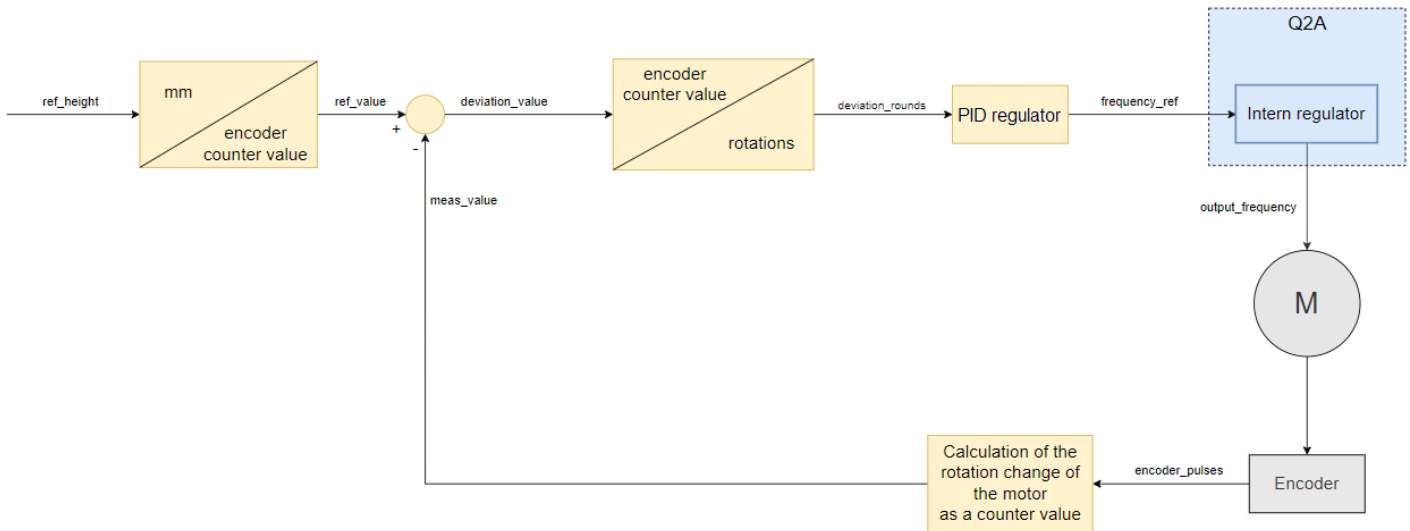 Q2A
mm
encoder
counter value
ref_height
ref_value
+
-
deviation_value
encoder
counter value
rotations
deviation_rounds
PID regulator
frequency_ref
Intern regulator
meas_value
output_frequency
M
Calculation of the
rotation change of
the motor
as a counter value
encoder_pulses
Encoder